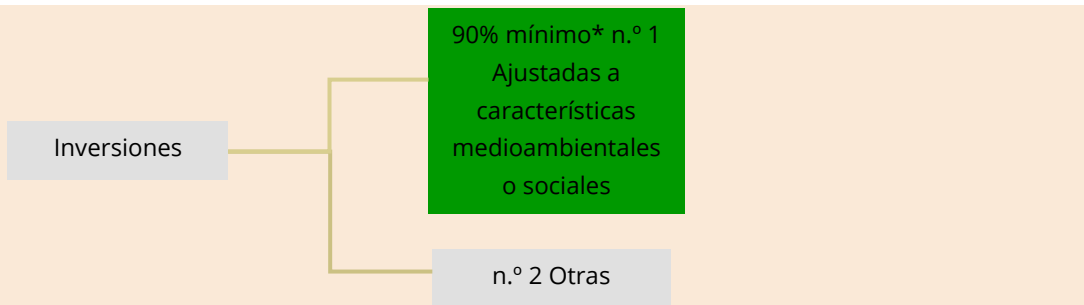 90% mínimo* n.º 1
Ajustadas a
características
medioambientales
o sociales
Inversiones
n.º 2 Otras